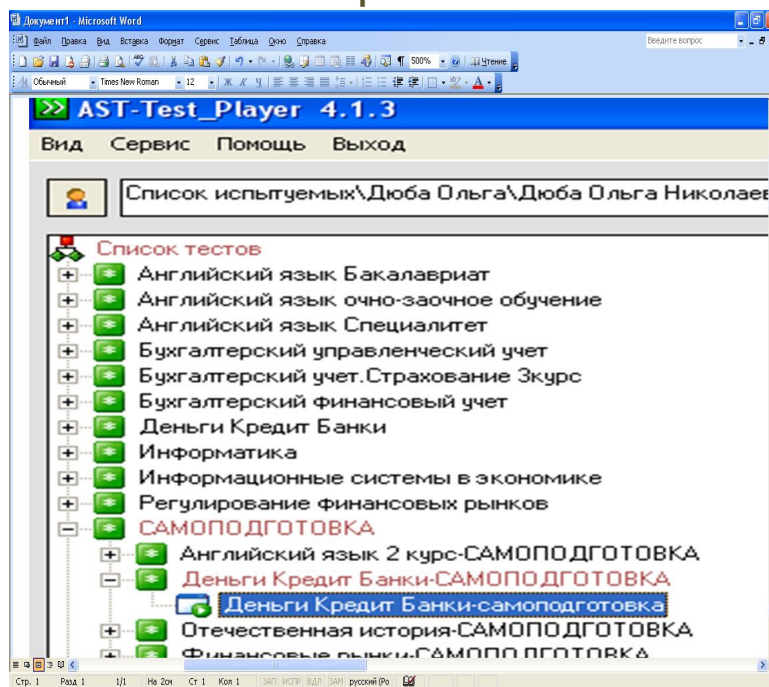 Документ1 - Microsoft Word
Файл Правка Вид Вставка Формат Сервис Таблица Окно Справка
Введите вопрос
500%
Чтение
Обычный Times New Roman 12 Ж К Ч
AST-Test_Player 4.1.3
Вид Сервис Помощь Выход
Список испытуемых\Дюба Ольга\Дюба Ольга Николаев
Список тестов
Английский язык Бакалавриат
Английский язык очно-заочное обучение
Английский язык Специалитет
Бухгалтерский управленческий учет
Бухгалтерский учет.Страхование 3курс
Бухгалтерский финансовый учет
Деньги Кредит Банки
Информатика
Информационные системы в экономике
Регулирование финансовых рынков
САМОПОДГОТОВКА
Английский язык 2 курс-САМОПОДГОТОВКА
Деньги Кредит Банки-САМОПОДГОТОВКА
Деньги Кредит Банки-самоподготовка
Отечественная история-САМОПОДГОТОВКА
Финансовые рынки-САМОПОДГОТОВКА
Стр. 1 Разд 1 1/1 На 2см Ст 1 Кол 1 ЗАП ИСПР ВДЛ ЗАМ русский (Ро